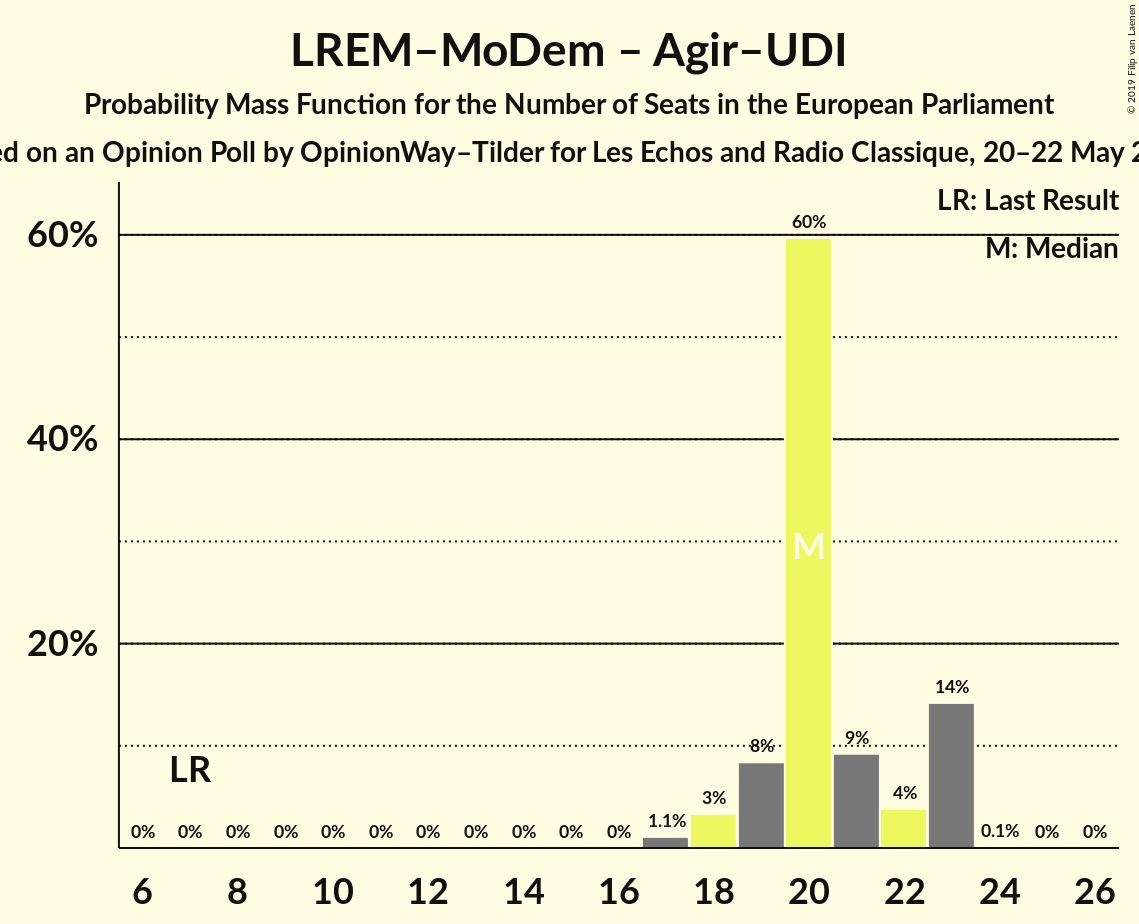 LREM–MoDem – Agir–UDI
Probability Mass Function for the Number of Seats in the European Parliament
on an Opinion Poll by OpinionWay–Tilder for Les Echos and Radio Classique, 20–22 May
© 2019 Filip van Laenen
LR: Last Result
M: Median
60%
40%
20%
LR
M
0% 0% 0% 0% 0% 0% 0% 0% 0% 0% 0% 1.1% 3% 8% 60% 9% 4% 14% 0.1% 0% 0%
6 8 10 12 14 16 18 20 22 24 26